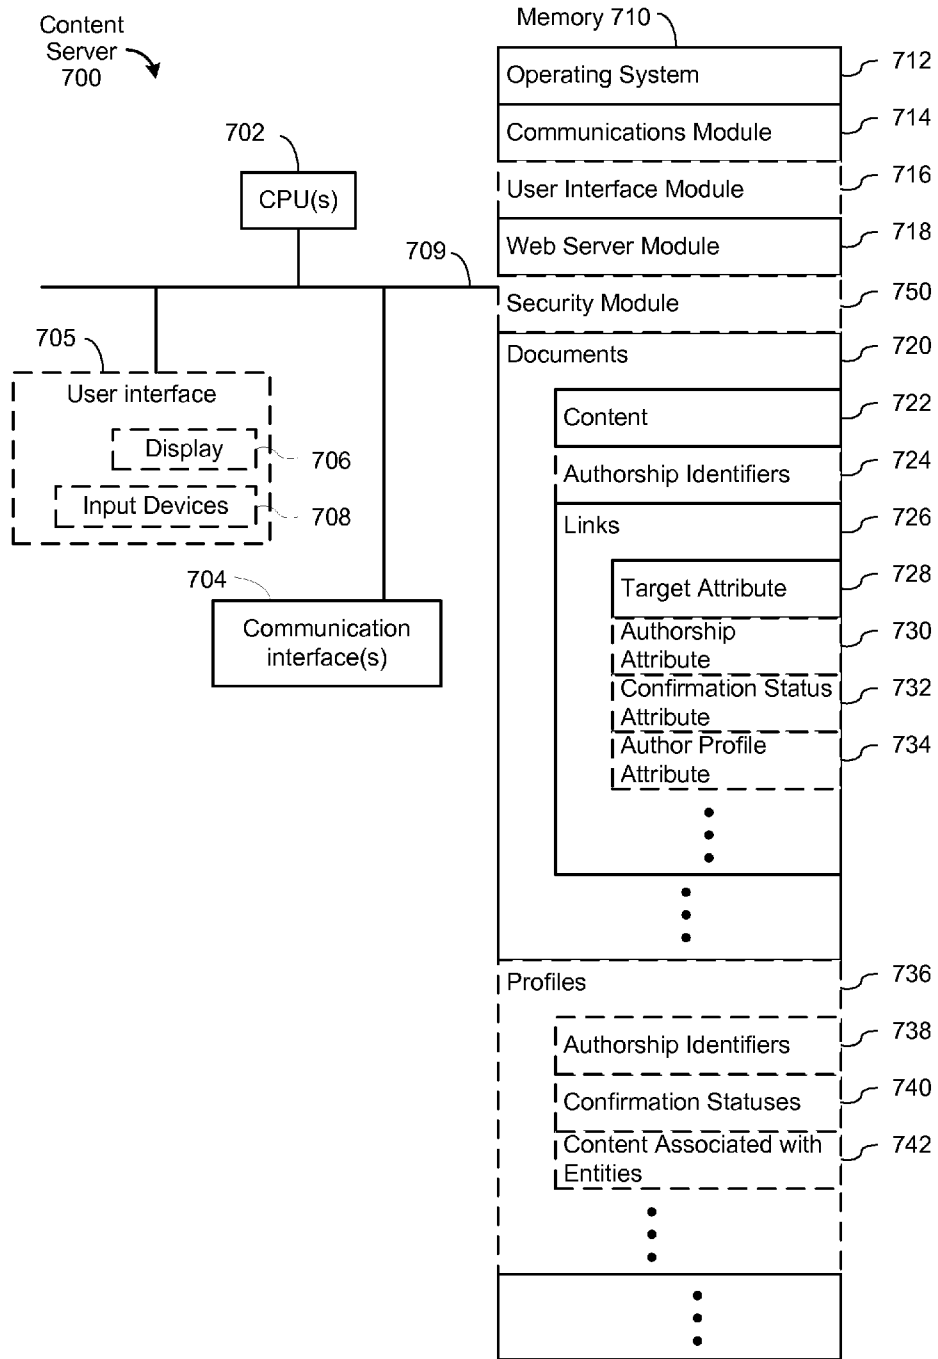 Content
Server
700
Memory 710
Operating System
712
Communications Module
714
702
CPU(s)
User Interface Module
716
Web Server Module
718
709
Security Module
750
705
User interface
Display
706
Input Devices
708
704
Communication
interface(s)
Documents
720
Content
722
Authorship Identifiers
724
Links
726
Target Attribute
728
Authorship
Attribute
730
Confirmation Status
Attribute
732
Author Profile
Attribute
734
Profiles
736
Authorship Identifiers
738
Confirmation Statuses
740
Content Associated with
Entities
742